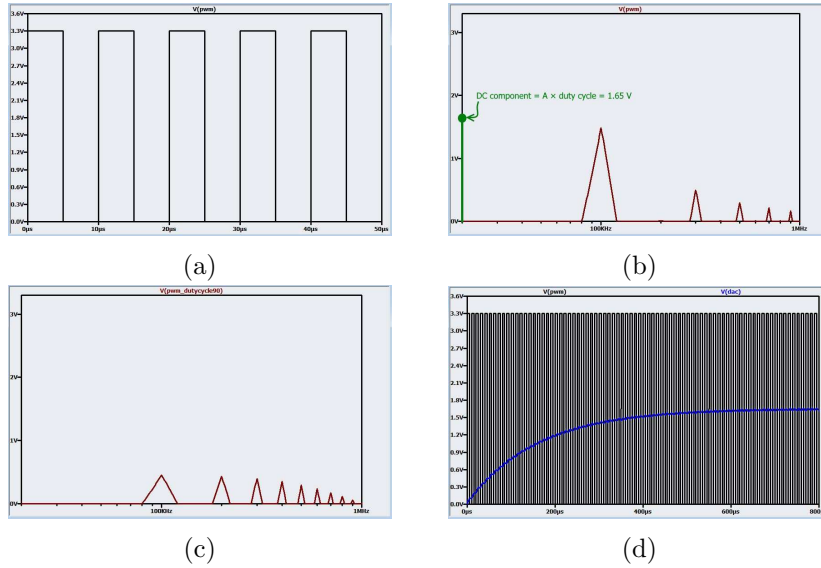 V(pwm)
3.6V
3.3V
3.0V
2.7V
2.4V
2.1V
1.8V
1.5V
1.2V
0.9V
0.6V
0.3V
0.0V
0µs
10µs
20µs
30µs
40µs
50µs
(a)
V(pwm)
3V
2V
1V
0V
DC component = A × duty cycle = 1.65 V
100KHz
1MHz
(b)
V(pwm_dutycycle90)
3V
2V
1V
0V
100KHz
1MHz
(c)
V(pwm) V(dac)
3.6V
3.3V
3.0V
2.7V
2.4V
2.1V
1.8V
1.5V
1.2V
0.9V
0.6V
0.3V
0.0V
0µs
200µs
400µs
600µs
800
(d)